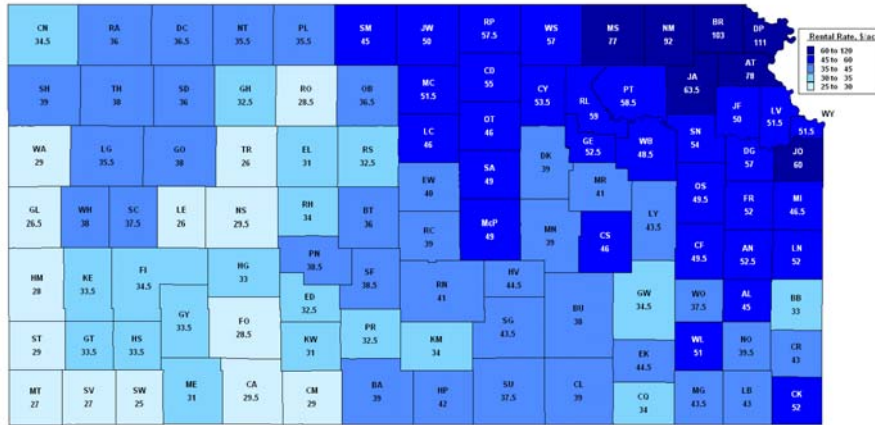 CN
34.5
RA
36
DC
36.5
NT
35.5
PL
35.5
SM
45
JW
50
RP
57.5
WS
57
MS
77
NM
92
BR
103
DP
111
Rental Rate, $/ac
60 to 120
45 to 60
35 to 45
30 to 35
25 to 30
SH
39
TH
38
SD
36
GH
32.5
RO
28.5
OB
36.5
MC
51.5
CD
55
CY
53.5
RL
59
PT
58.5
JA
63.5
AT
78
JF
50
LV
51.5
WY
51.5
WA
29
LG
35.5
GO
38
TR
26
EL
31
RS
32.5
LC
46
OT
46
DK
39
GE
52.5
WB
48.5
SN
54
DG
57
JO
60
SA
49
EW
40
MR
41
OS
49.5
FR
52
MI
46.5
GL
26.5
WH
38
SC
37.5
LE
26
NS
29.5
RH
34
BT
36
RC
39
McP
49
MN
39
CS
46
LY
43.5
CF
49.5
AN
52.5
LN
52
HM
28
KE
33.5
FI
34.5
HG
33
PN
38.5
SF
38.5
RN
41
HV
44.5
BU
38
GW
34.5
WO
37.5
AL
45
BB
33
GY
33.5
FO
28.5
ED
32.5
SG
43.5
ST
29
GT
33.5
HS
33.5
KW
31
PR
32.5
KM
34
EK
44.5
WL
51
NO
39.5
CR
43
MT
27
SV
27
SW
25
ME
31
CA
29.5
CM
29
BA
39
HP
42
SU
37.5
CL
39
CQ
34
MG
43.5
LB
43
CK
52